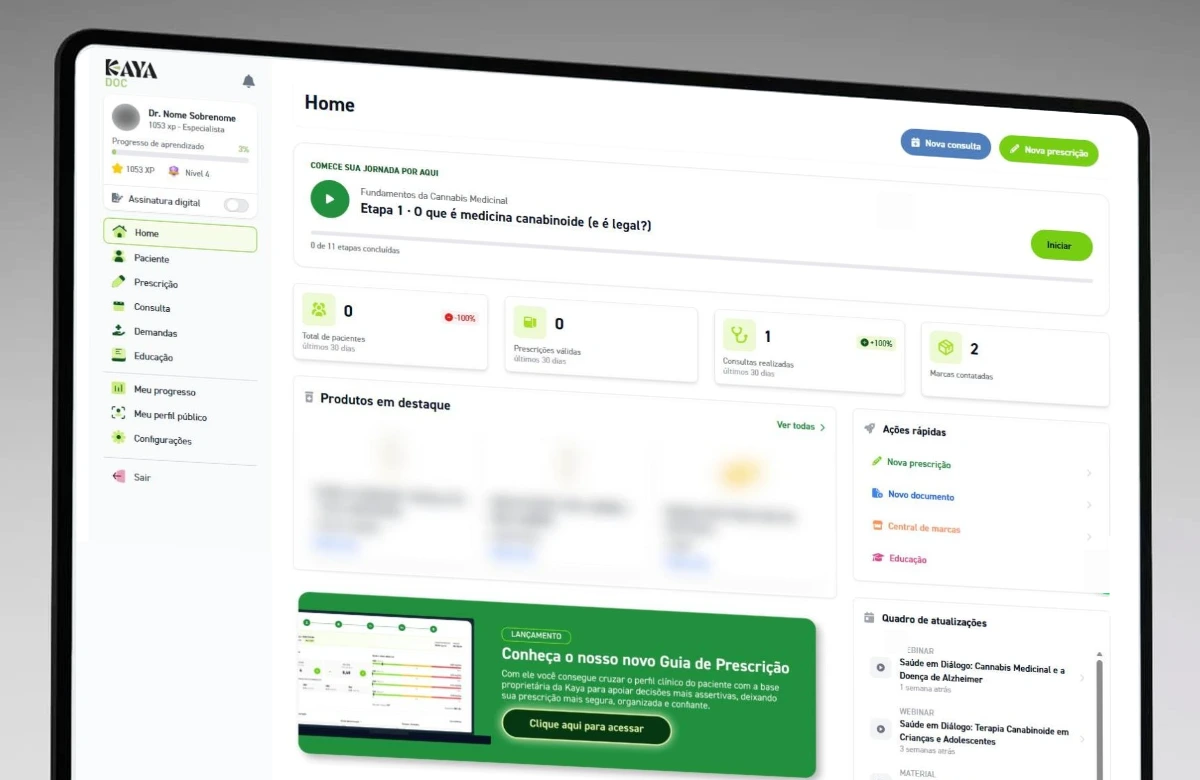 KAYA
DOC
Dr. Nome Sobrenome
1053 xp - Especialista
Progresso de aprendizado
3%
1053 XP
Nível 4
Assinatura digital
Home
Paciente
Prescrição
Consulta
Demandas
Educação
Meu progresso
Meu perfil público
Configurações
Sair
Home
Nova consulta
Nova prescrição
COMECE SUA JORNADA POR AQUI
Fundamentos da Cannabis Medicinal
Etapa 1 · O que é medicina canabinoide (e é legal?)
0 de 11 etapas concluídas
Iniciar
0
-100%
Total de pacientes
últimos 30 dias
0
Prescrições válidas
últimos 30 dias
1
+100%
Consultas realizadas
últimos 30 dias
2
Marcas contatadas
Produtos em destaque
Ver todas
Ações rápidas
Nova prescrição
Novo documento
Central de marcas
Educação
LANÇAMENTO
Conheça o nosso novo Guia de Prescrição
Com ele você consegue cruzar o perfil clínico do paciente com a base
proprietária da Kaya para apoiar decisões mais assertivas, deixando
sua prescrição mais segura, organizada e confiante.
Clique aqui para acessar
Quadro de atualizações
EBINAR
Saúde em Diálogo: Cannabis Medicinal e a
Doença de Alzheimer
1 semana atrás
WEBINAR
Saúde em Diálogo: Terapia Canabinoide em
Crianças e Adolescentes
3 semanas atrás
MATERIAL